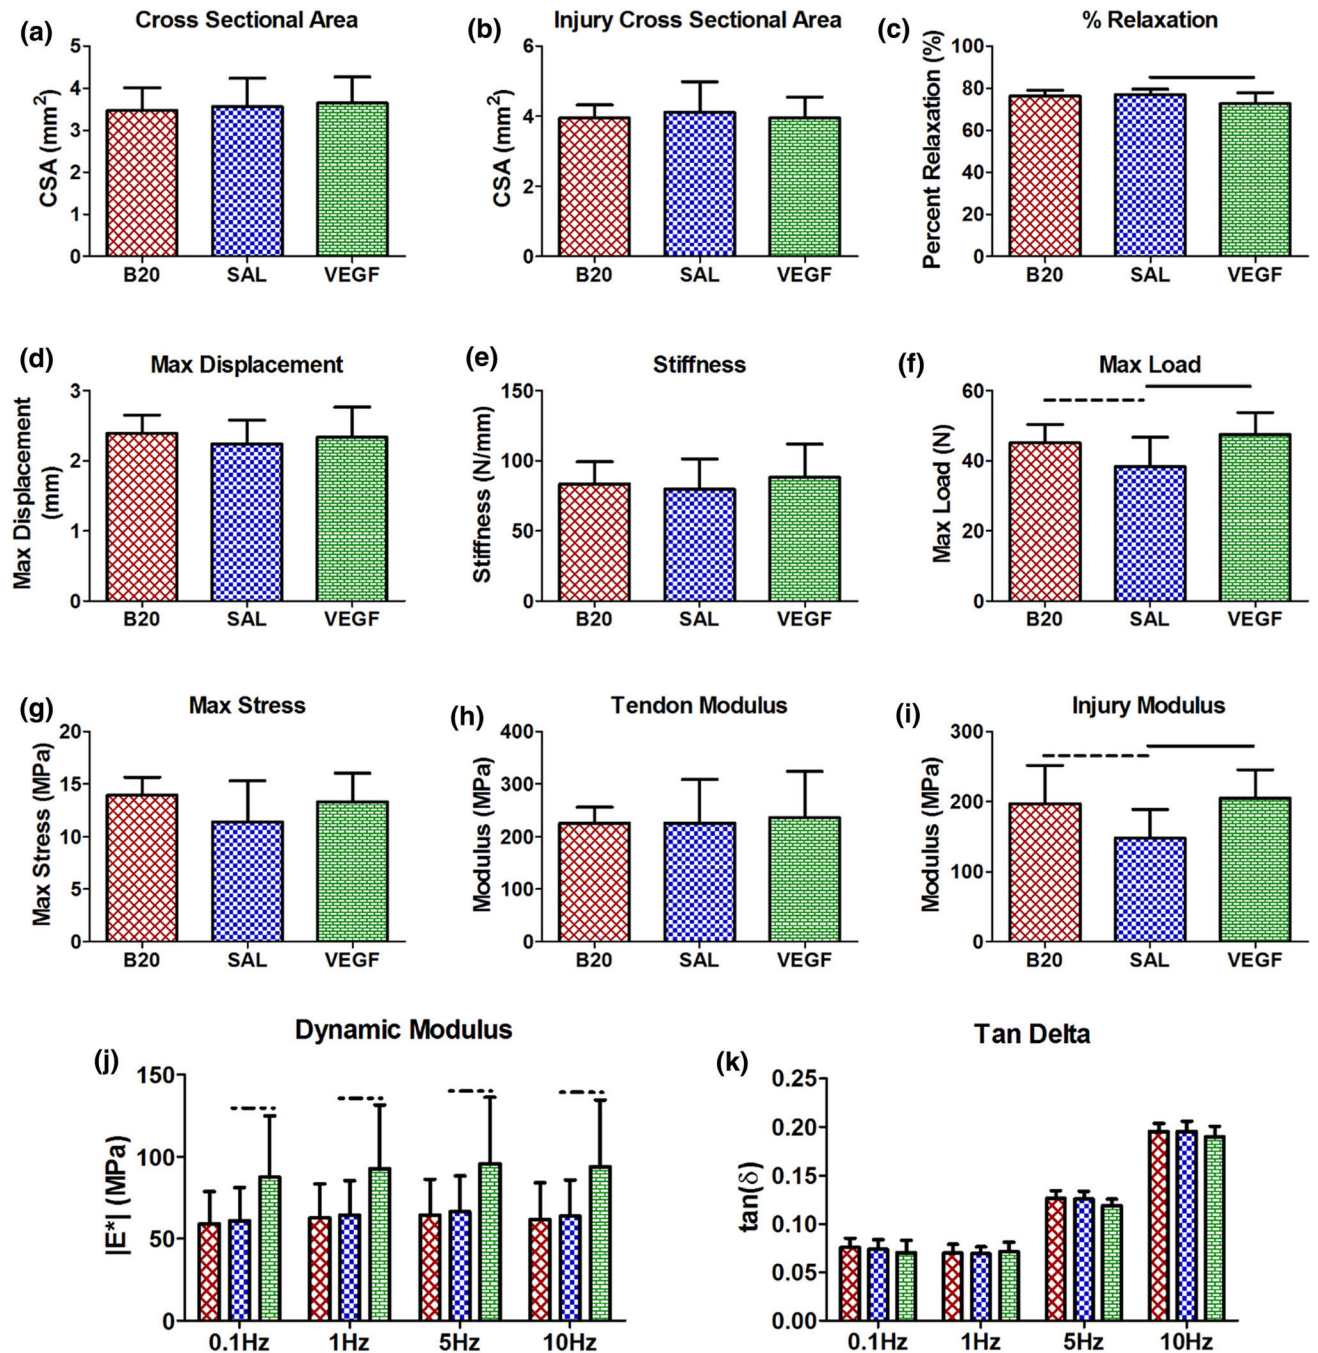 (a)
Cross Sectional Area
CSA (mm²)
5
4
3
2
1
0
B20 SAL VEGF
(b)
Injury Cross Sectional Area
CSA (mm²)
6
4
2
0
B20 SAL VEGF
(c)
% Relaxation
Percent Relaxation (%)
100
80
60
40
20
0
B20 SAL VEGF
(d)
Max Displacement
Max Displacement
(mm)
3
2
1
0
B20 SAL VEGF
(e)
Stiffness
Stiffness (N/mm)
150
100
50
0
B20 SAL VEGF
(f)
Max Load
Max Load (N)
60
40
20
0
B20 SAL VEGF
(g)
Max Stress
Max Stress (MPa)
20
15
10
5
0
B20 SAL VEGF
(h)
Tendon Modulus
Modulus (MPa)
400
300
200
100
0
B20 SAL VEGF
(i)
Injury Modulus
Modulus (MPa)
300
200
100
0
B20 SAL VEGF
Dynamic Modulus
(j)
|E*| (MPa)
150
100
50
0
0.1Hz 1Hz 5Hz 10Hz
Tan Delta
(k)
tan(δ)
0.25
0.20
0.15
0.10
0.05
0.00
0.1Hz 1Hz 5Hz 10Hz